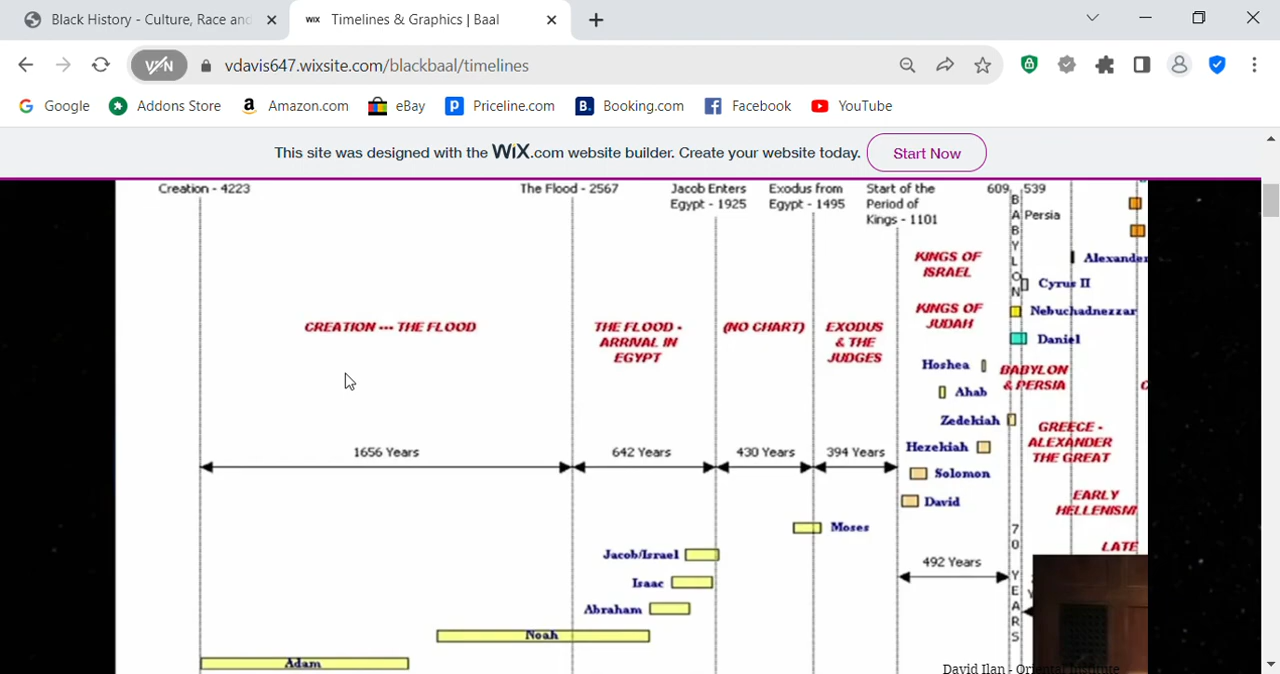 Black History - Culture, Race and
Timelines & Graphics | Baal
vdavis647.wixsite.com/blackbaal/timelines
Google
Addons Store
Amazon.com
eBay
Priceline.com
Booking.com
Facebook
YouTube
This site was designed with the WiX.com website builder. Create your website today.
Start Now
Creation - 4223
The Flood - 2567
Jacob Enters
Egypt - 1925
Exodus from
Egypt - 1495
Start of the
Period of
Kings - 1101
609
539
BABYLON
Persia
KINGS OF
ISRAEL
Alexander
Cyrus II
KINGS OF
JUDAH
Nebuchadnezzar
CREATION --- THE FLOOD
THE FLOOD -
ARRIVAL IN
EGYPT
(NO CHART)
EXODUS
& THE
JUDGES
Daniel
Hoshea
BABYLON
& PERSIA
Ahab
Zedekiah
GREECE -
ALEXANDER
THE GREAT
1656 Years
642 Years
430 Years
394 Years
Hezekiah
Solomon
EARLY
HELLENISM
David
Moses
70 YEARS
LATE
Jacob/Israel
492 Years
Isaac
Abraham
Noah
Adam
David Ilan - Oriental Institute